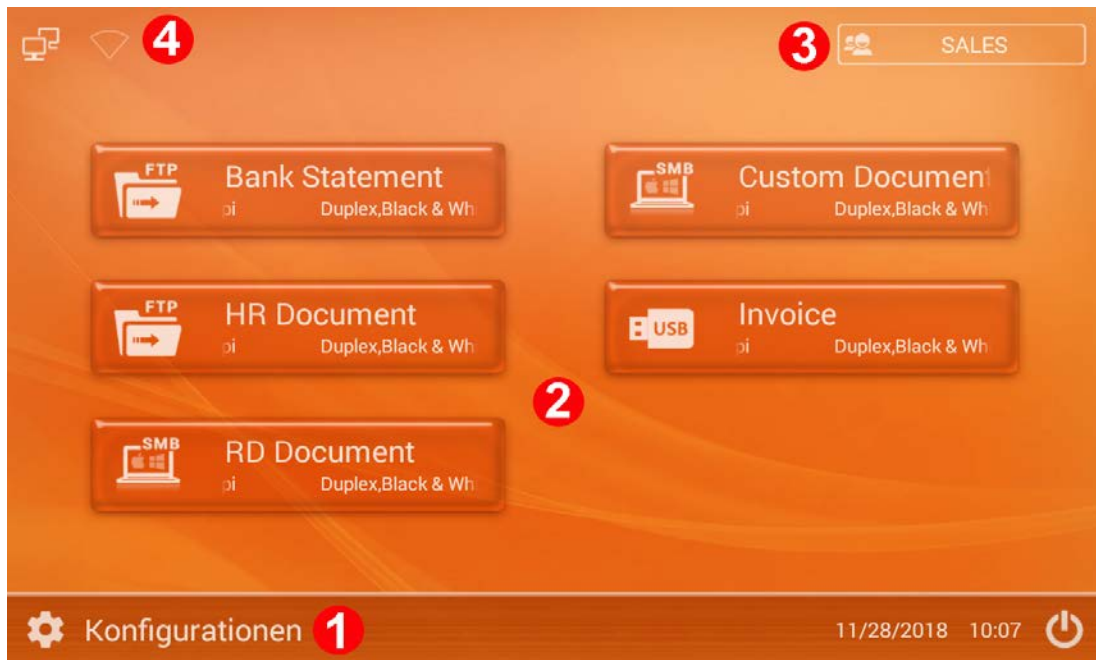 4
3
SALES
FTP
Bank Statement
pi Duplex,Black & Wh
SMB
Custom Document
pi Duplex,Black & Wh
FTP
HR Document
pi Duplex,Black & Wh
USB
Invoice
pi Duplex,Black & Wh
2
SMB
RD Document
pi Duplex,Black & Wh
Konfigurationen
1
11/28/2018 10:07